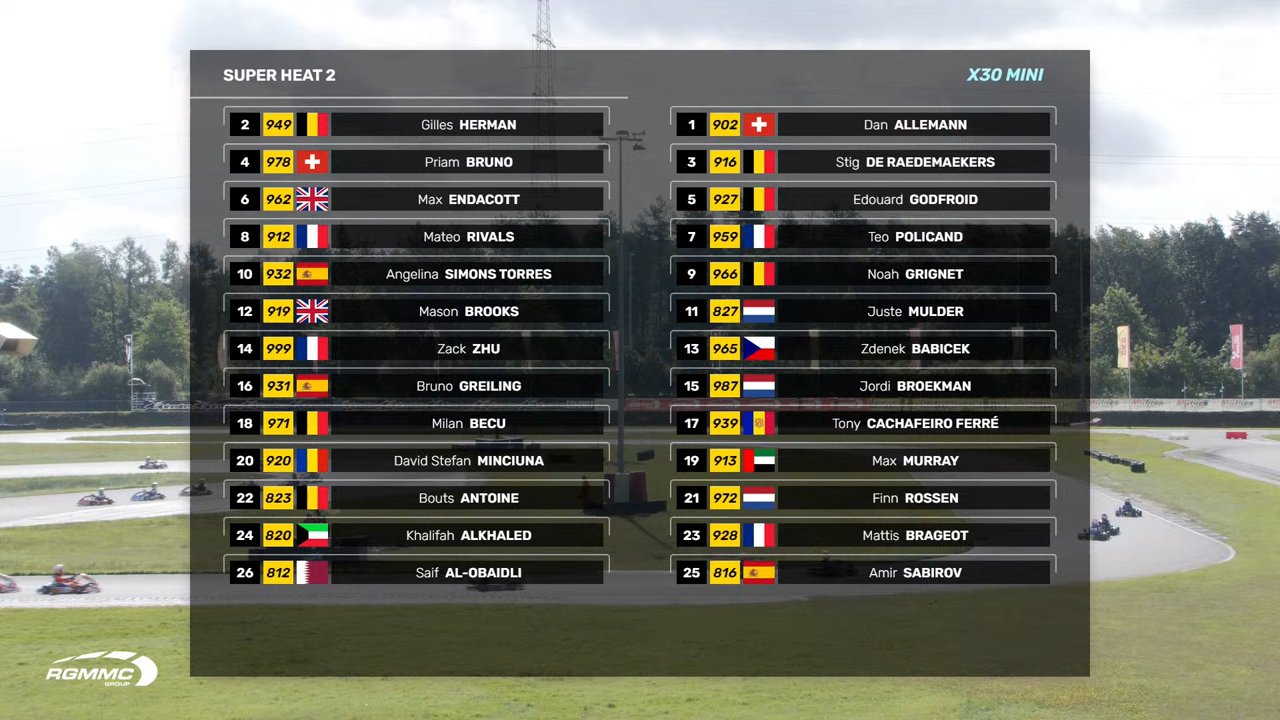 SUPER HEAT 2
X30 MINI
2 949 Gilles HERMAN
1 902 Dan ALLEMANN
4 978 Priam BRUNO
3 916 Stig DE RAEDEMAEKERS
6 962 Max ENDACOTT
5 927 Edouard GODFROID
8 912 Mateo RIVALS
7 959 Teo POLICAND
10 932 Angelina SIMONS TORRES
9 966 Noah GRIGNET
12 919 Mason BROOKS
11 827 Juste MULDER
14 999 Zack ZHU
13 965 Zdenek BABICEK
16 931 Bruno GREILING
15 987 Jordi BROEKMAN
18 971 Milan BECU
17 939 Tony CACHAFEIRO FERRÉ
20 920 David Stefan MINCIUNA
19 913 Max MURRAY
22 823 Bouts ANTOINE
21 972 Finn ROSSEN
24 820 Khalifah ALKHALED
23 928 Mattis BRAGEOT
26 812 Saif AL-OBAIDLI
25 816 Amir SABIROV
RGMMC
GROUP